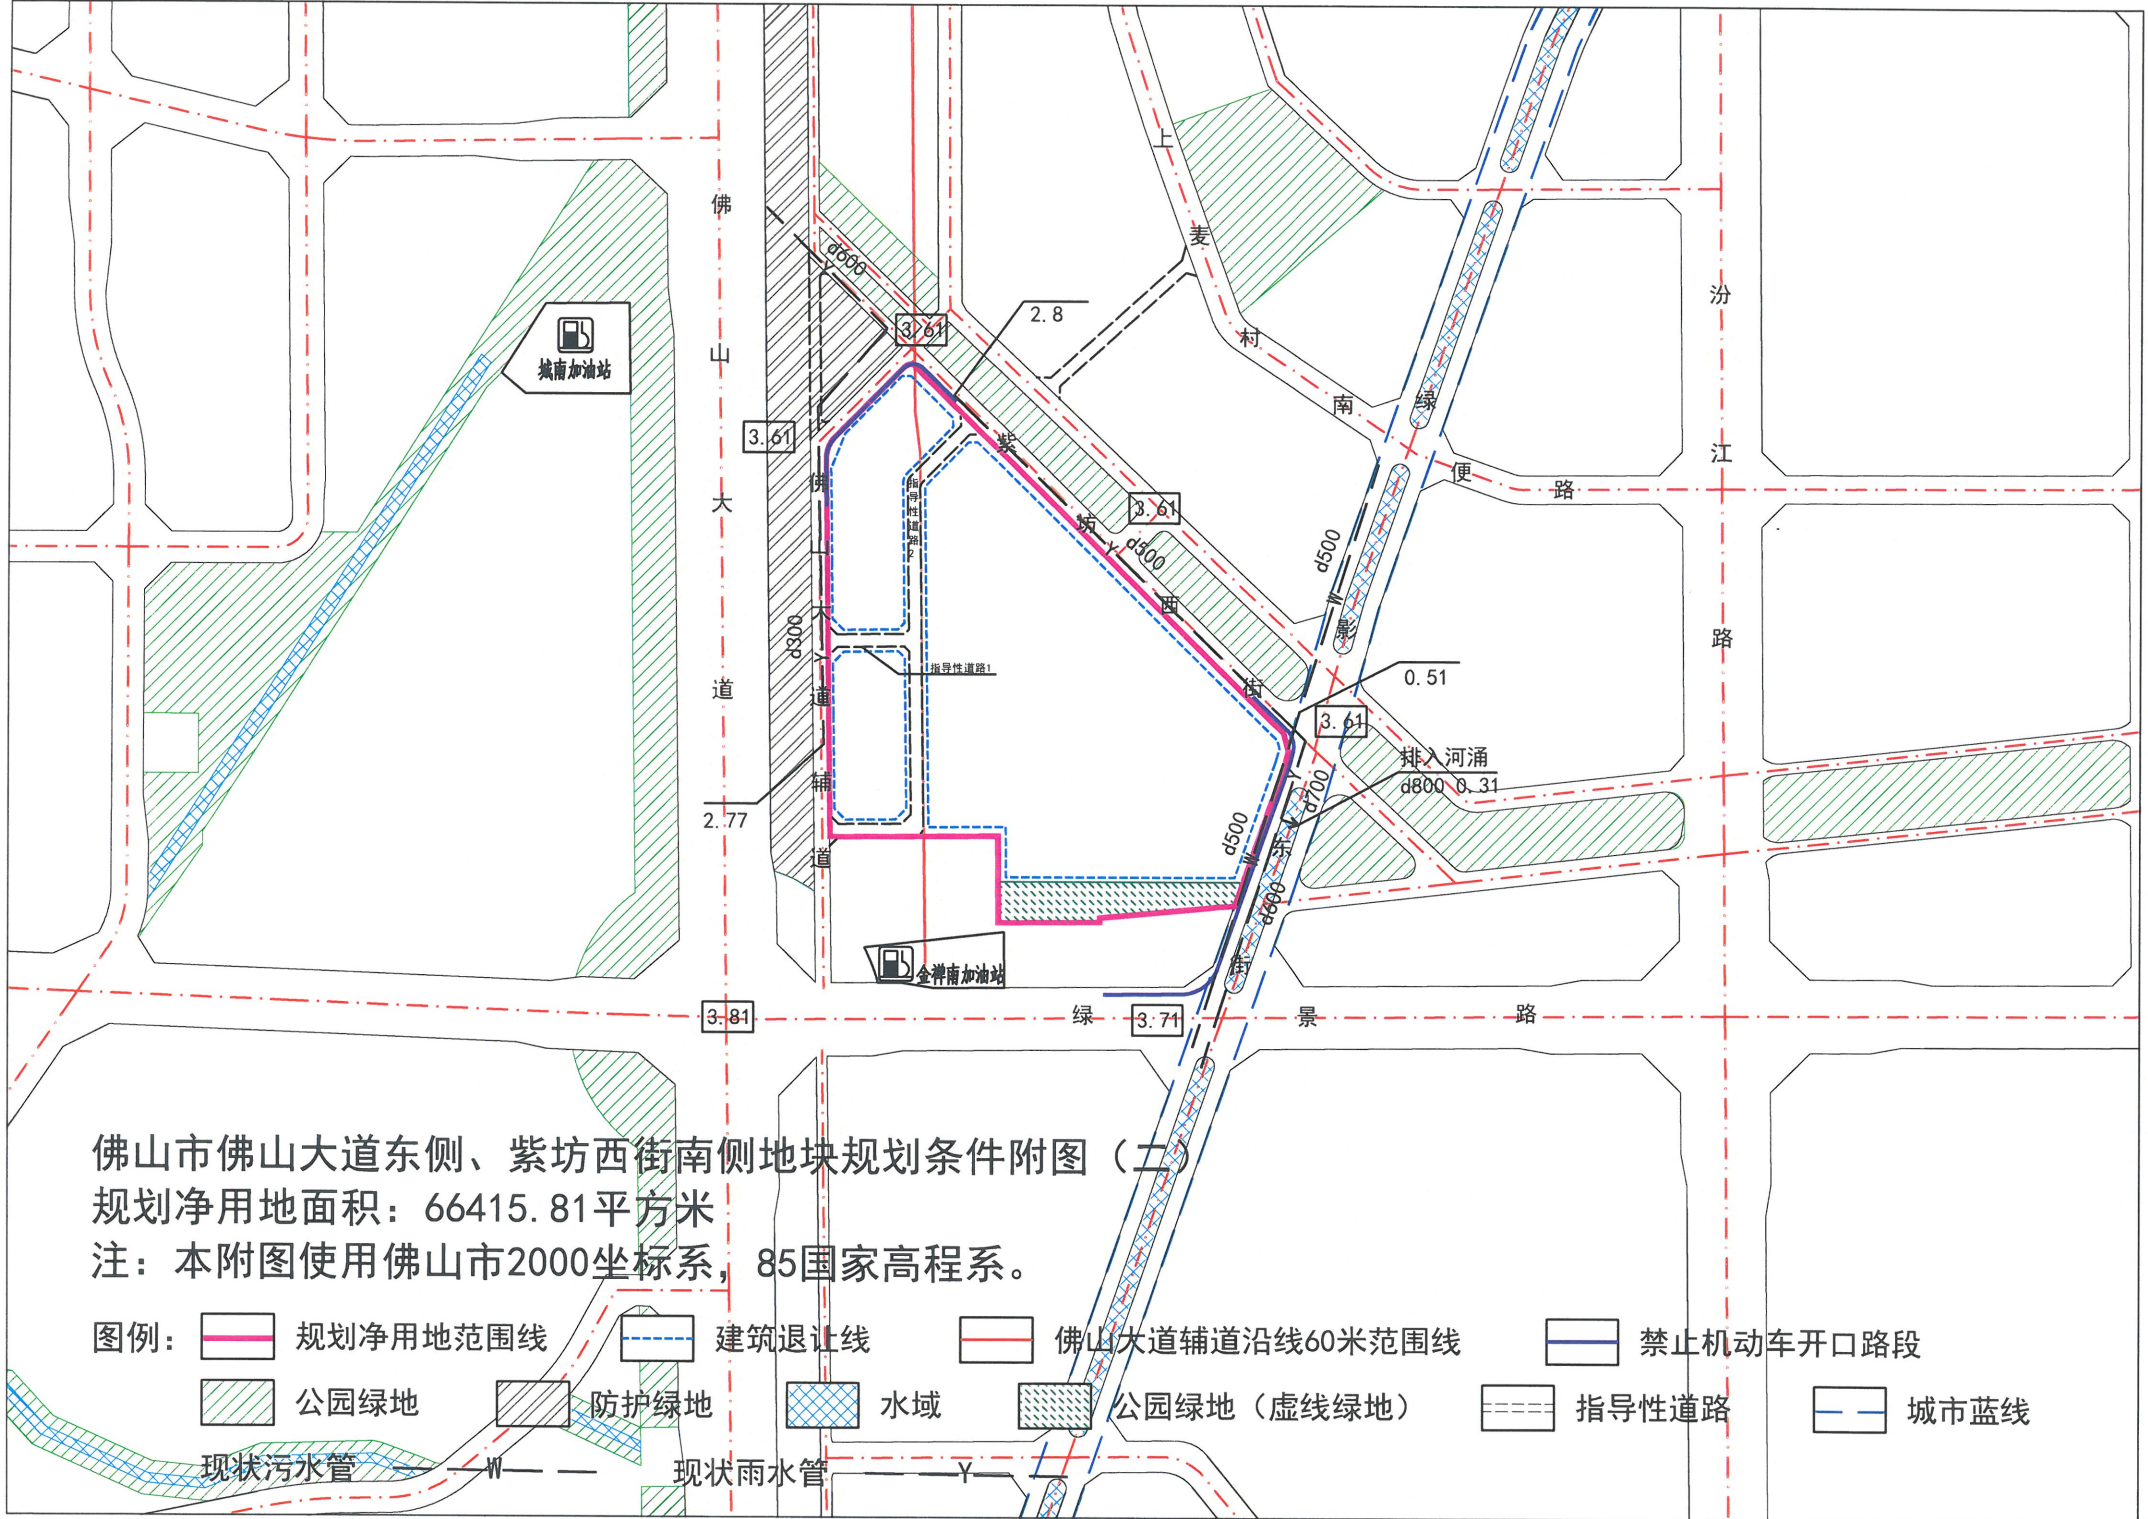 上麦村南便路
佛山大道
汾江路
绿影东街
紫坊西街
佛山大道辅道
绿景路
城南加油站
金禅南加油站
d600
3.61
2.8
3.61
3.61
d500
d500
d300
指导性道路2
指导性道路1
0.51
3.61
排入河涌
d800 0.31
d700
d500
d600
2.77
3.81
3.71
Y
Y
Y
Y
W
W
佛山市佛山大道东侧、紫坊西街南侧地块规划条件附图（二）
规划净用地面积：66415.81平方米
注：本附图使用佛山市2000坐标系，85国家高程系。
图例：
规划净用地范围线
建筑退让线
佛山大道辅道沿线60米范围线
禁止机动车开口路段
公园绿地
防护绿地
水域
公园绿地（虚线绿地）
指导性道路
城市蓝线
现状污水管 W
现状雨水管 Y